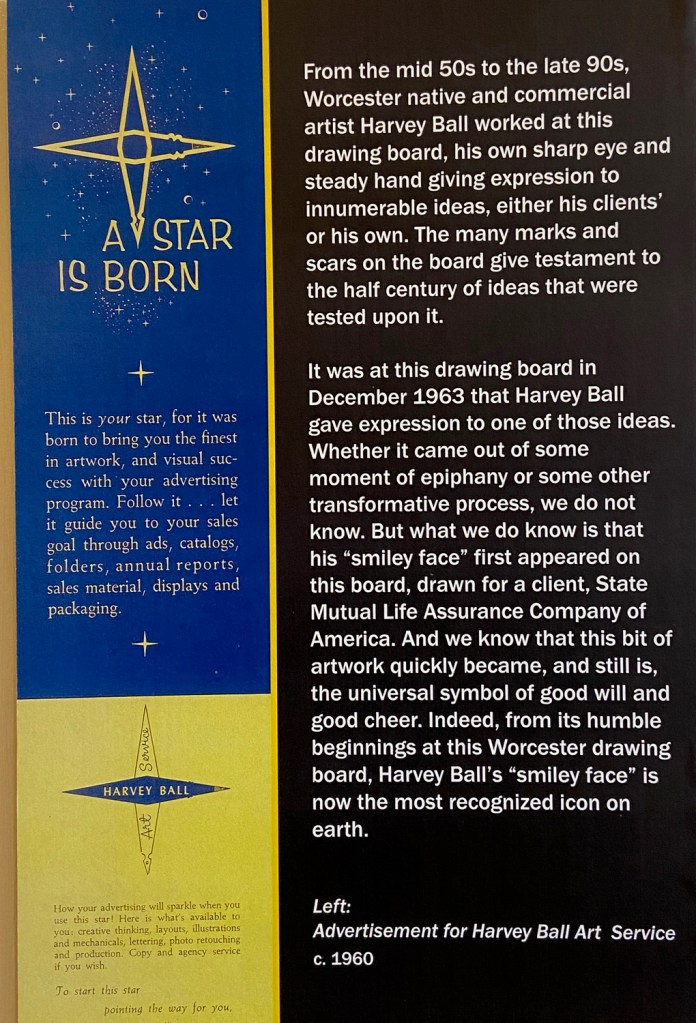 A STAR
IS BORN
This is your star, for it was
born to bring you the finest
in artwork, and visual suc-
cess with your advertising
program. Follow it . . . let
it guide you to your sales
goal through ads, catalogs,
folders, annual reports,
sales material, displays and
packaging.
Service
HARVEY BALL
Art
How your advertising will sparkle when you
use this star! Here is what's available to
you: creative thinking, layouts, illustrations
and mechanicals, lettering, photo retouching
and production. Copy and agency service
if you wish.
To start this star
pointing the way for you,
From the mid 50s to the late 90s,
Worcester native and commercial
artist Harvey Ball worked at this
drawing board, his own sharp eye and
steady hand giving expression to
innumerable ideas, either his clients’
or his own. The many marks and
scars on the board give testament to
the half century of ideas that were
tested upon it.
It was at this drawing board in
December 1963 that Harvey Ball
gave expression to one of those ideas.
Whether it came out of some
moment of epiphany or some other
transformative process, we do not
know. But what we do know is that
his “smiley face” first appeared on
this board, drawn for a client, State
Mutual Life Assurance Company of
America. And we know that this bit of
artwork quickly became, and still is,
the universal symbol of good will and
good cheer. Indeed, from its humble
beginnings at this Worcester drawing
board, Harvey Ball’s “smiley face” is
now the most recognized icon on
earth.
Left:
Advertisement for Harvey Ball Art Service
c. 1960